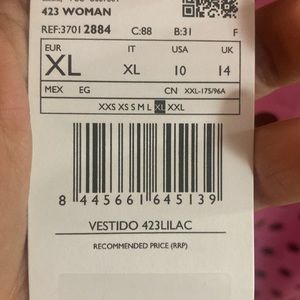 423 WOMAN
REF:3701 2884 C:88 B:31 F
EUR IT USA UK
XL XL 10 14
MEX EG CN XXL-175/96A
XXS XS S M L XL XXL
8 445661 645139
VESTIDO 423LILAC
RECOMMENDED PRICE (RRP)